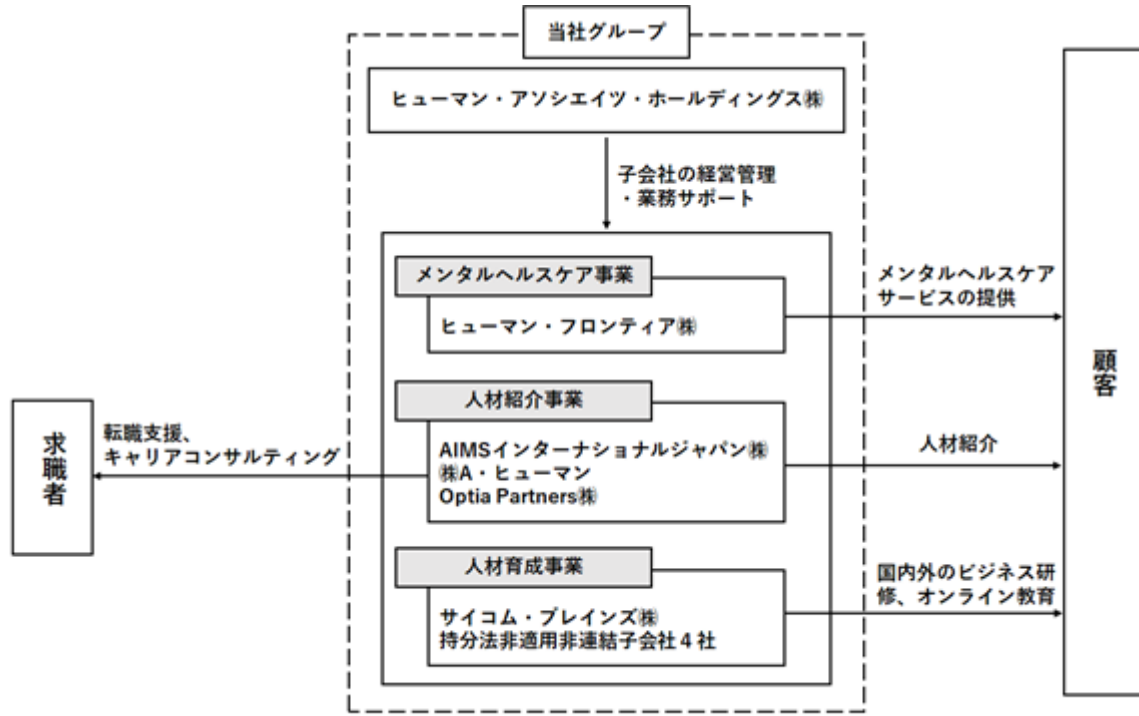 当社グループ
ヒューマン・アソシエイツ・ホールディングス㈱
子会社の経営管理
・業務サポート
メンタルヘルスケア事業
ヒューマン・フロンティア㈱
メンタルヘルスケア
サービスの提供
顧客
人材紹介事業
AIMSインターナショナルジャパン㈱
㈱A・ヒューマン
Optia Partners㈱
人材紹介
求職者
転職支援、
キャリアコンサルティング
人材育成事業
サイコム・ブレインズ㈱
持分法非適用非連結子会社４社
国内外のビジネス研
修、オンライン教育